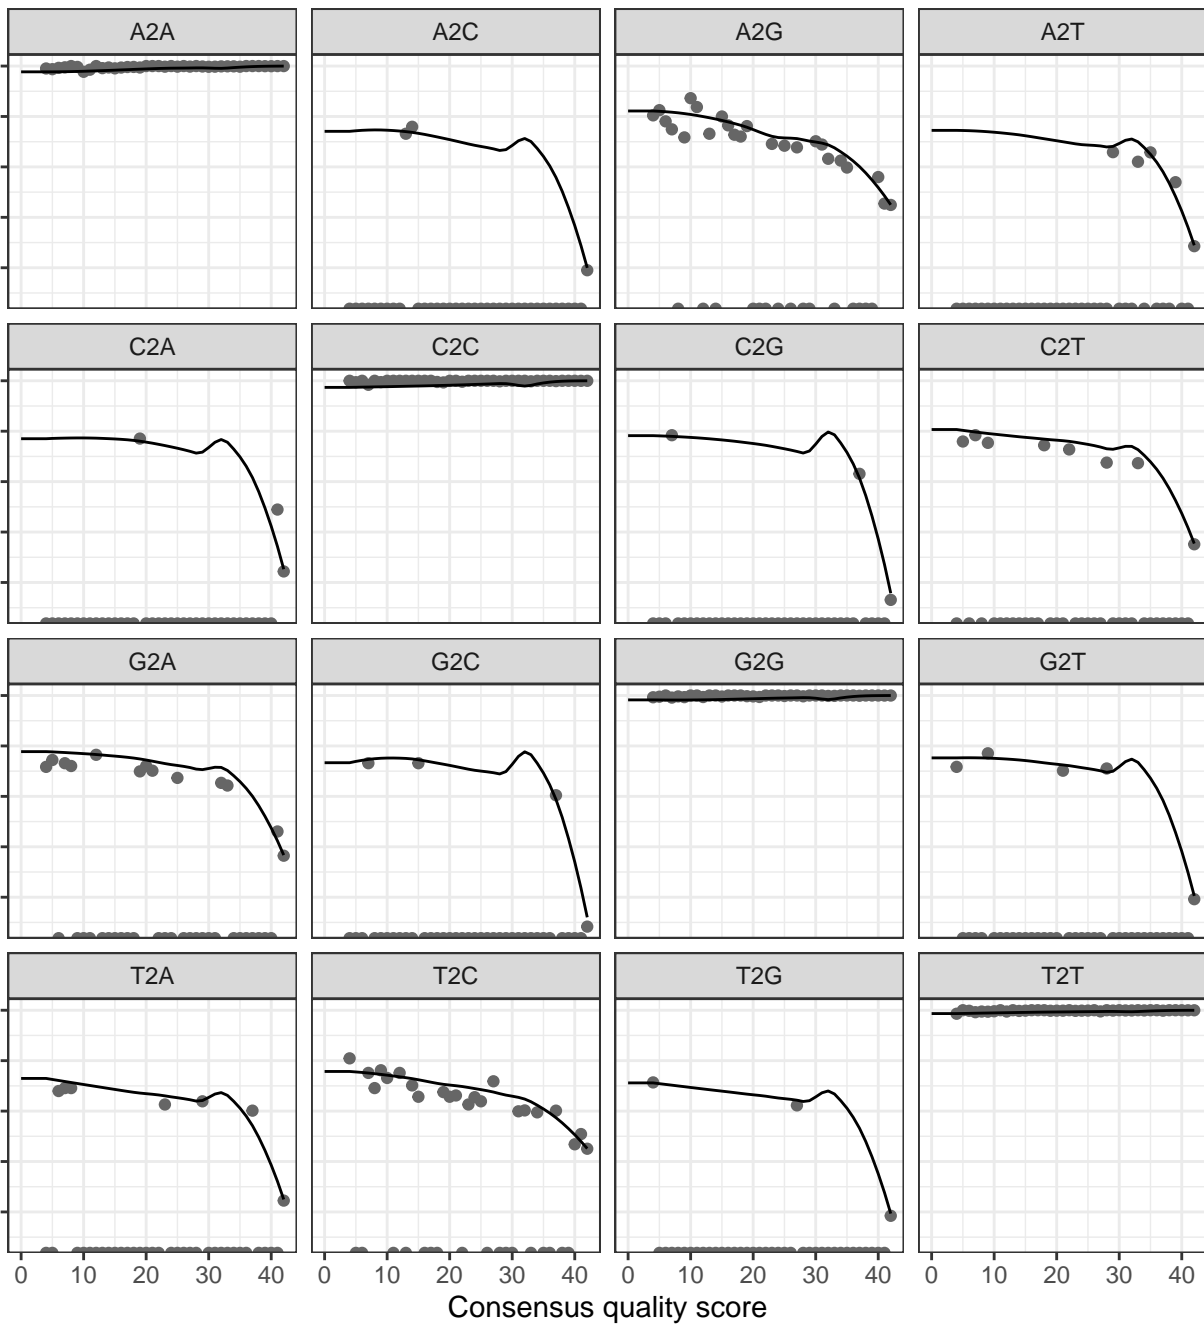 A2A A2C A2G A2T
C2A C2C C2G C2T
G2A G2C G2G G2T
T2A T2C T2G T2T
0 10 20 30 40 0 10 20 30 40 0 10 20 30 40 0 10 20 30 40
Consensus quality score